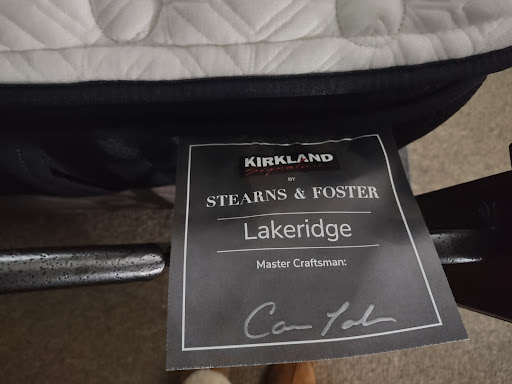 KIRKLAND
Signature
BY
STEARNS & FOSTER
Lakeridge
Master Craftsman: